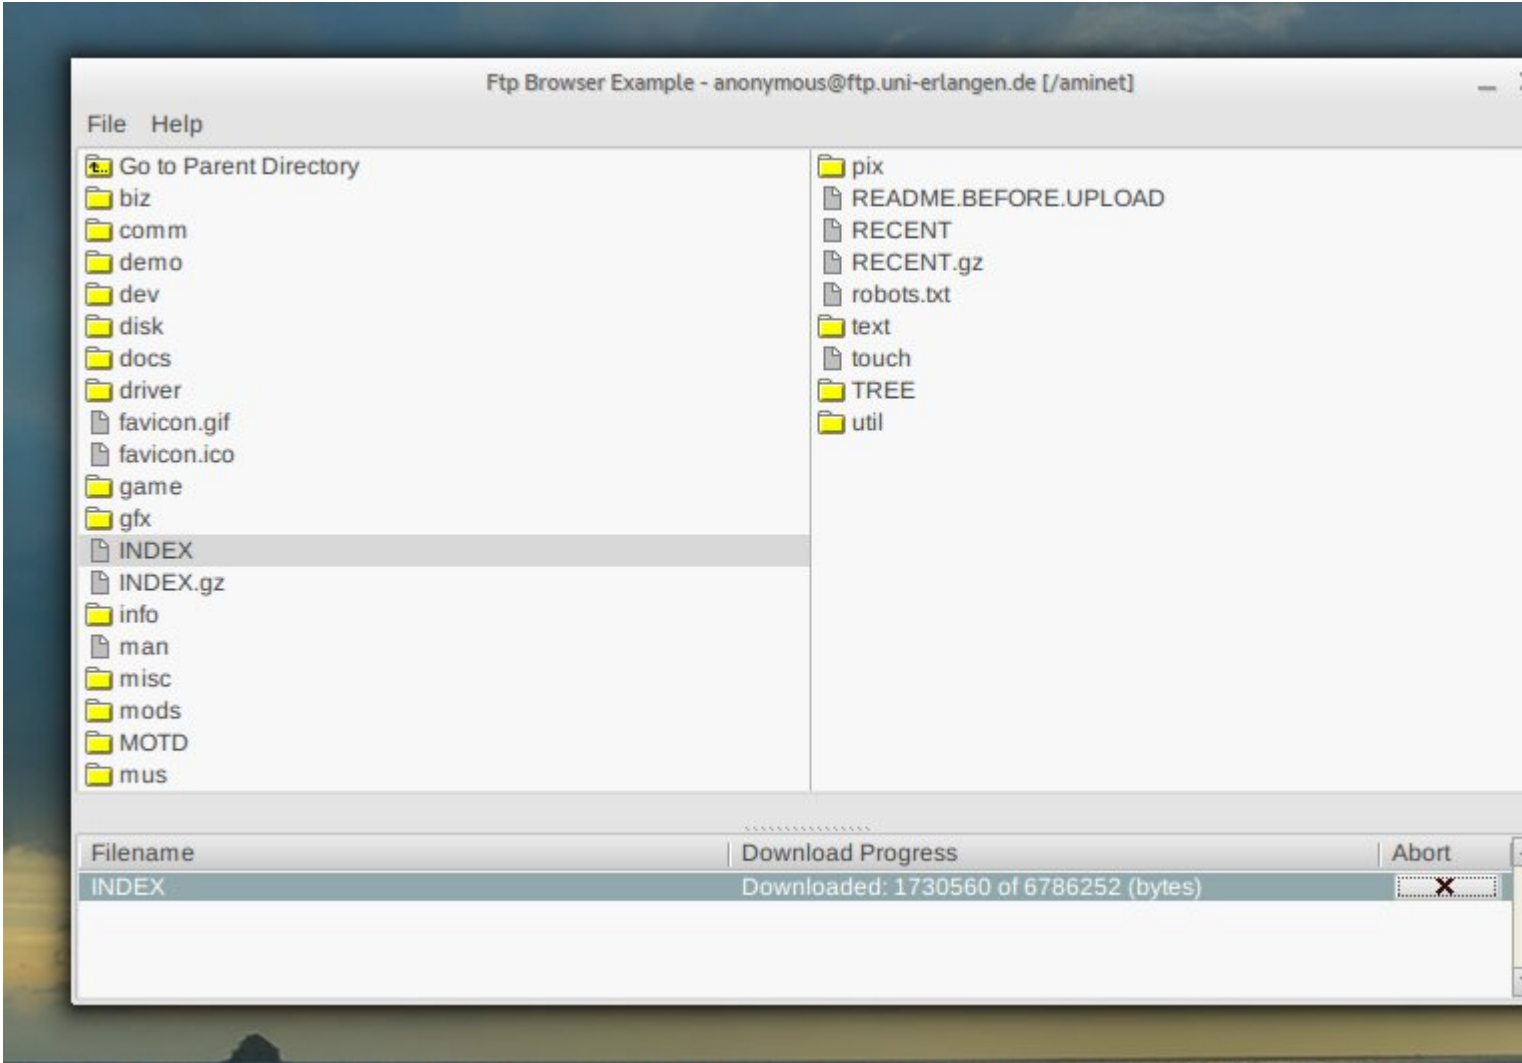 Ftp Browser Example - anonymous@ftp.uni-erlangen.de [/aminet]
File Help
Go to Parent Directory
biz
comm
demo
dev
disk
docs
driver
favicon.gif
favicon.ico
game
gfx
INDEX
INDEX.gz
info
man
misc
mods
MOTD
mus
pix
README.BEFORE.UPLOAD
RECENT
RECENT.gz
robots.txt
text
touch
TREE
util
Filename Download Progress Abort
INDEX Downloaded: 1730560 of 6786252 (bytes)